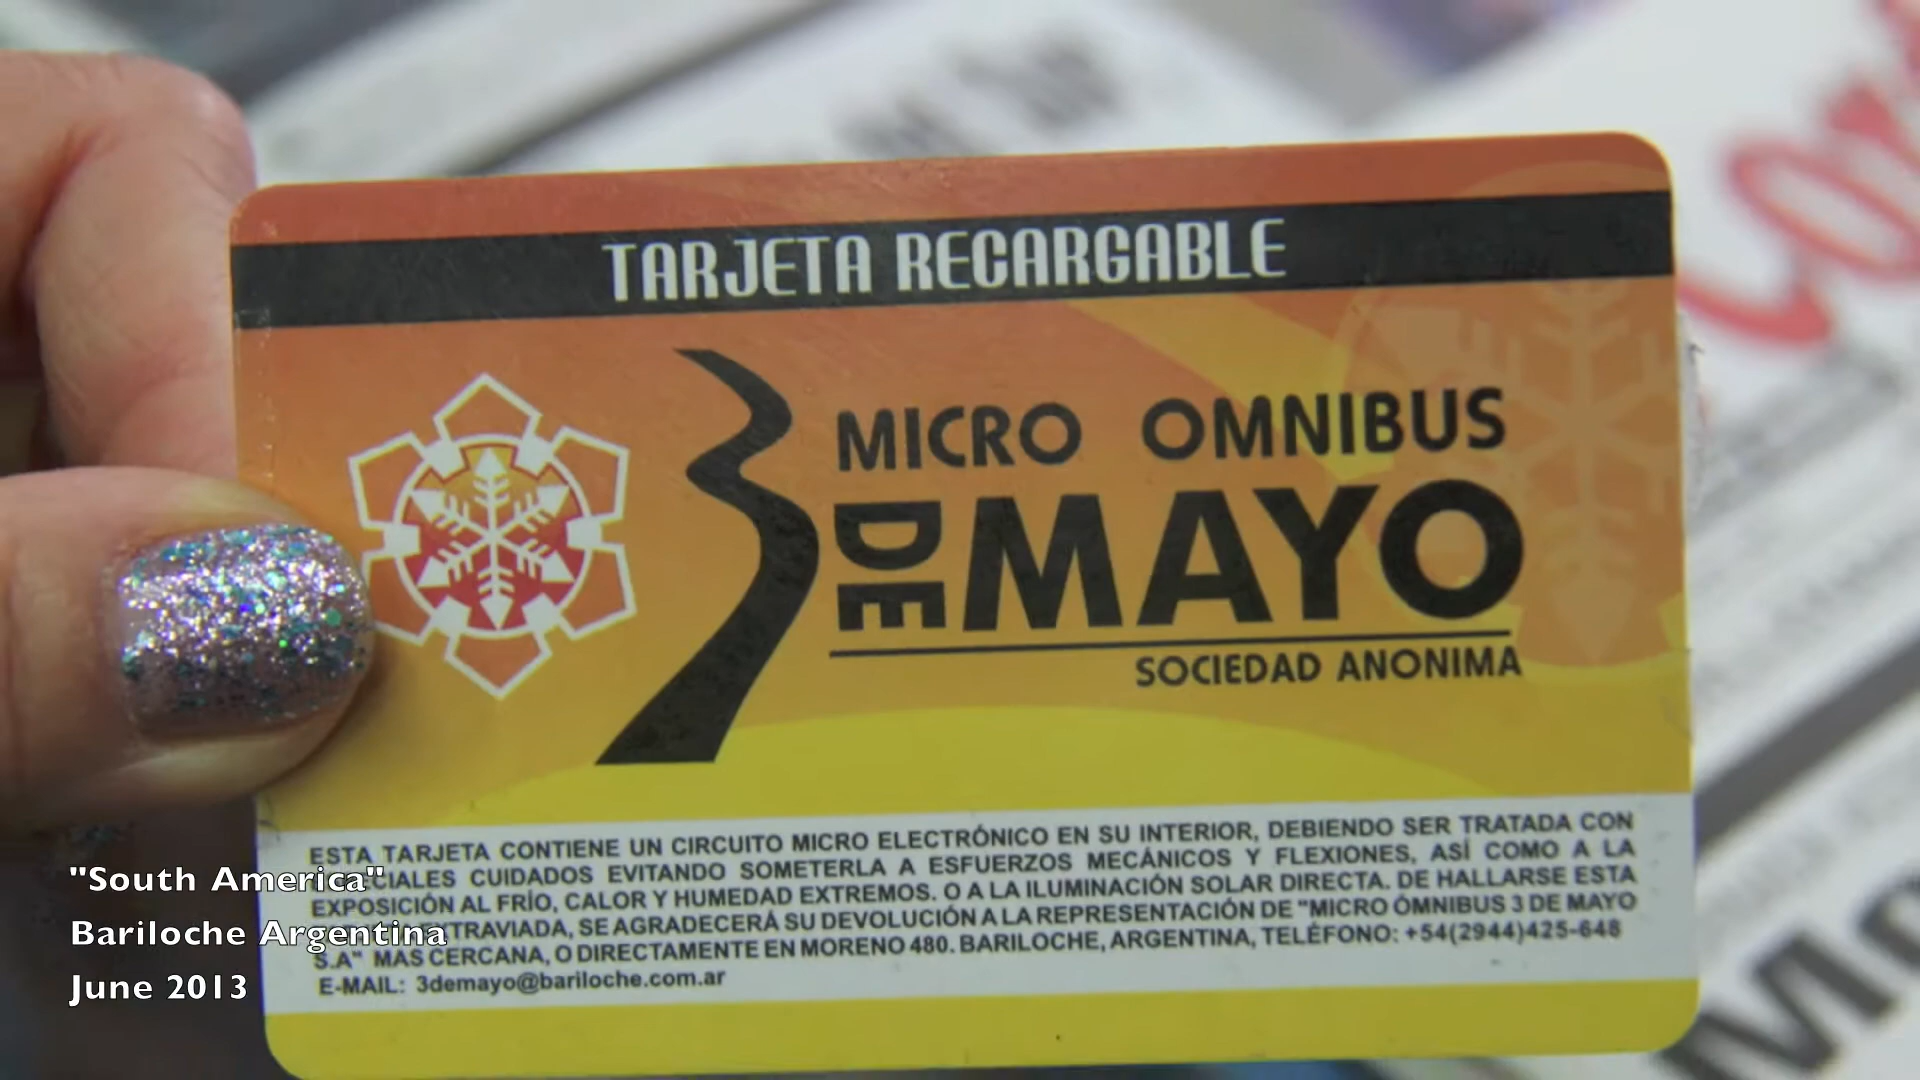 TARJETA RECARGABLE
3 MICRO OMNIBUS
DE MAYO
SOCIEDAD ANONIMA
ESTA TARJETA CONTIENE UN CIRCUITO MICRO ELECTRÓNICO EN SU INTERIOR, DEBIENDO SER TRATADA CON
CUIDADOS EVITANDO SOMETERLA A ESFUERZOS MECÁNICOS Y FLEXIONES, ASÍ COMO A LA
EXPOSICIÓN AL FRÍO, CALOR Y HUMEDAD EXTREMOS. O A LA ILUMINACIÓN SOLAR DIRECTA. DE HALLARSE ESTA
SE AGRADECERÁ SU DEVOLUCIÓN A LA REPRESENTACIÓN DE "MICRO ÓMNIBUS 3 DE MAYO
S.A" MAS CERCANA, O DIRECTAMENTE EN MORENO 480. BARILOCHE, ARGENTINA, TELÉFONO: +54(2944)425-648
E-MAIL: 3demayo@bariloche.com.ar
"South America"
Bariloche Argentina
June 2013